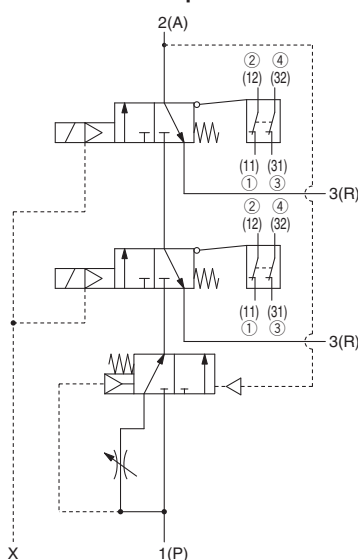 2(A)
② ④
(12) (32)
(11) (31)
① ③
3(R)
② ④
(12) (32)
(11) (31)
① ③
3(R)
X
1(P)